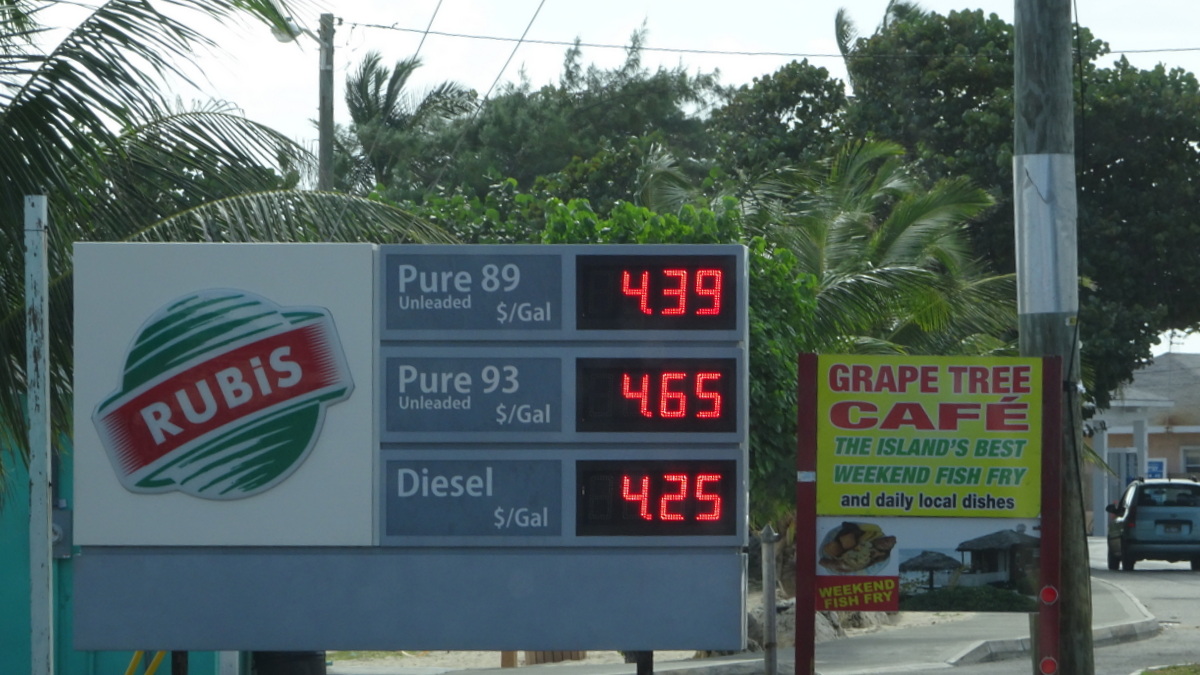 RUBiS
Pure 89
Unleaded
$/Gal
4.39
Pure 93
Unleaded
$/Gal
4.65
Diesel
$/Gal
4.25
GRAPE TREE
CAFÉ
THE ISLAND'S BEST
WEEKEND FISH FRY
and daily local dishes
WEEKEND
FISH FRY